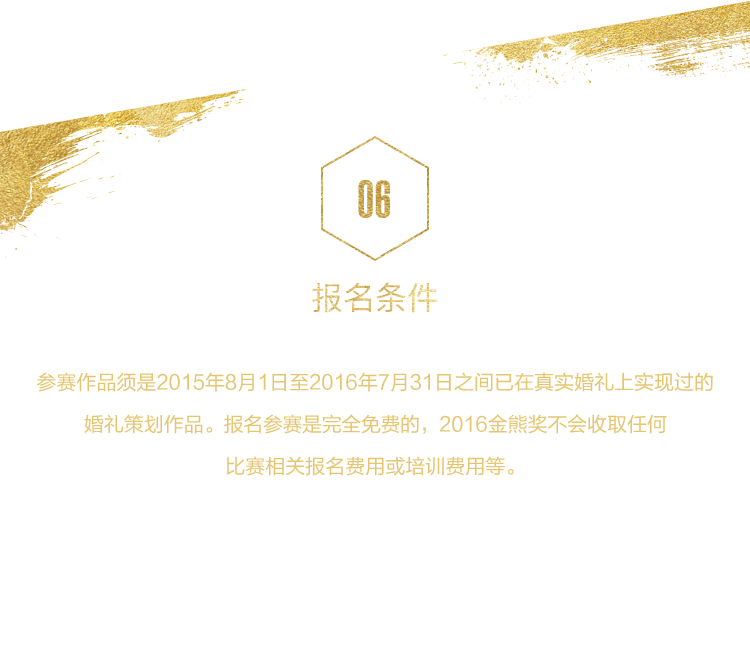 06
报名条件
参赛作品须是2015年8月1日至2016年7月31日之间已在真实婚礼上实现过的
婚礼策划作品。报名参赛是完全免费的，2016金熊奖不会收取任何
比赛相关报名费用或培训费用等。